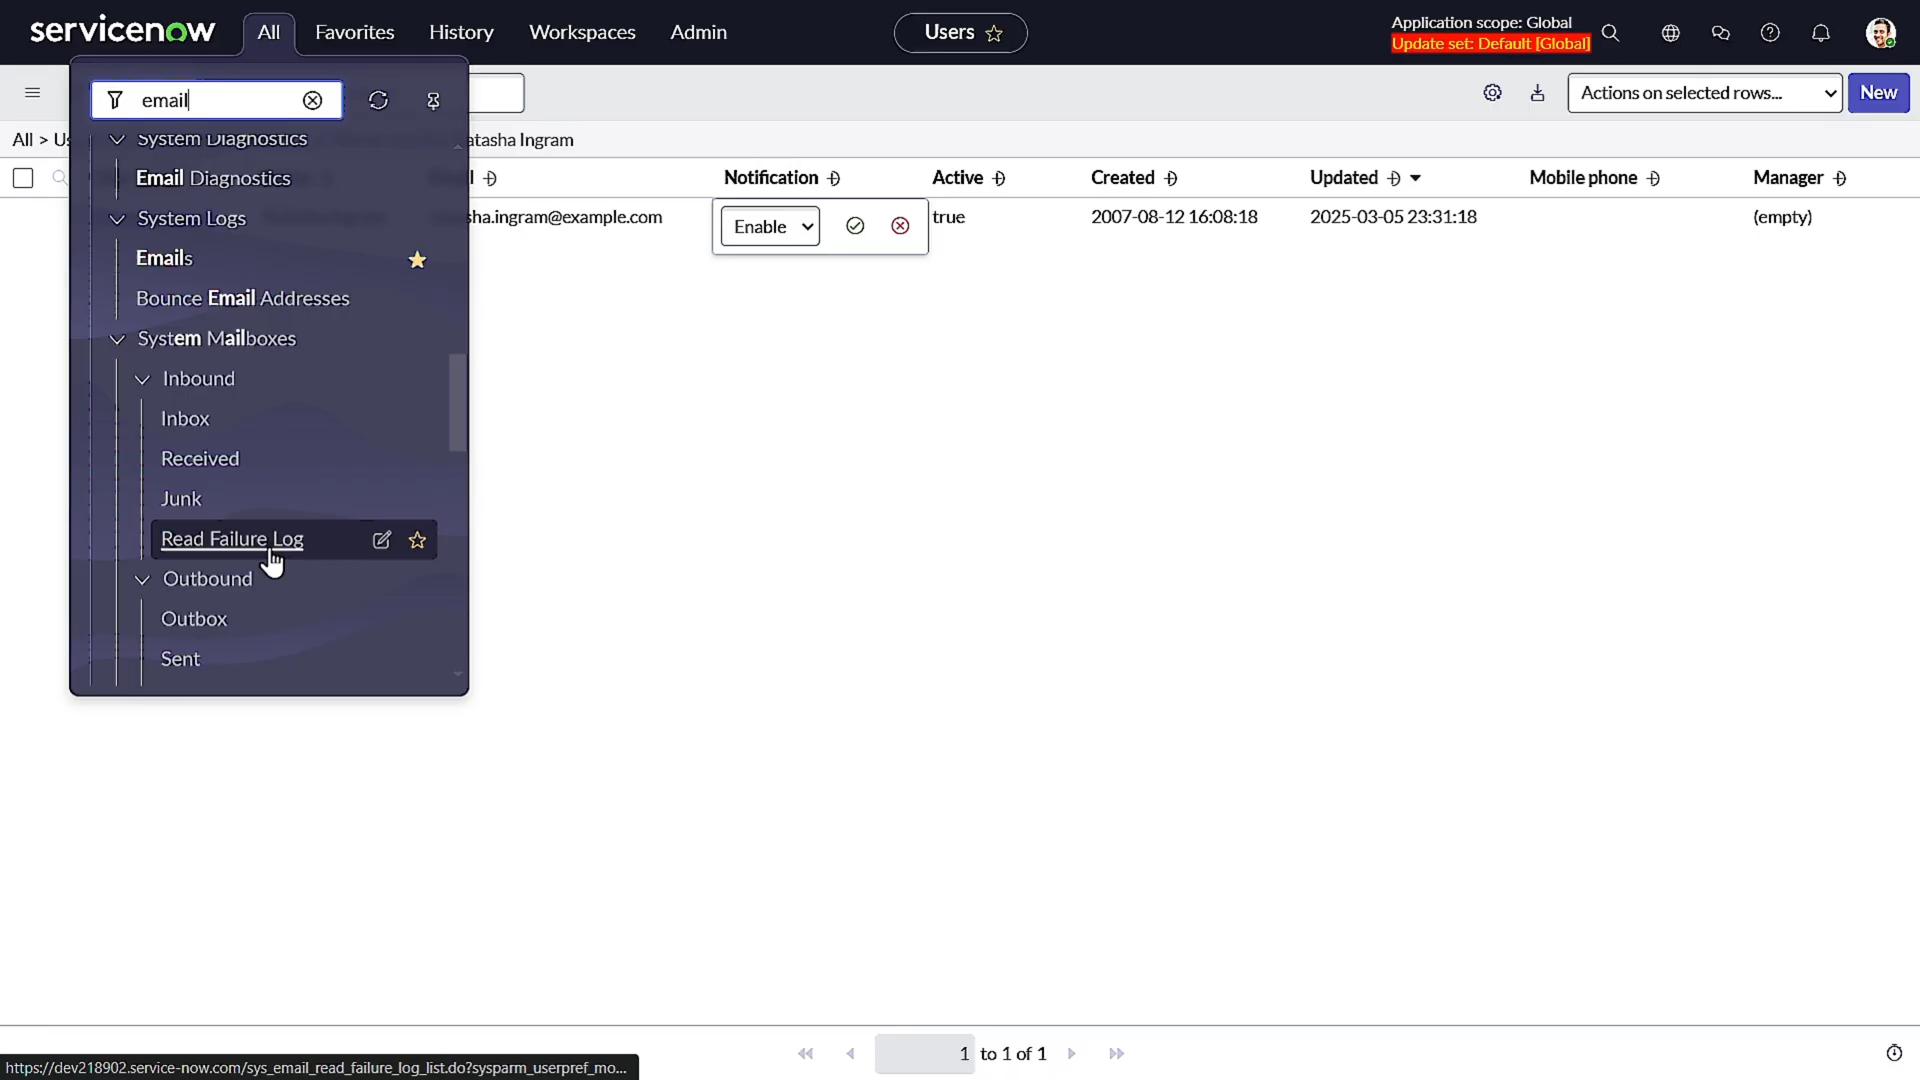 servicenow
All
Favorites
History
Workspaces
Admin
Users
Application scope: Global
Update set: Default [Global]
email
Actions on selected rows...
New
All > Us
atasha Ingram
System Diagnostics
Email Diagnostics
System Logs
Emails
Bounce Email Addresses
System Mailboxes
Inbound
Inbox
Received
Junk
Read Failure Log
Outbound
Outbox
Sent
Notification
Active
Created
Updated
Mobile phone
Manager
sha.ingram@example.com
Enable
true
2007-08-12 16:08:18
2025-03-05 23:31:18
(empty)
1 to 1 of 1
https://dev218902.service-now.com/sys_email_read_failure_log_list.do?sysparm_userpref_mo...